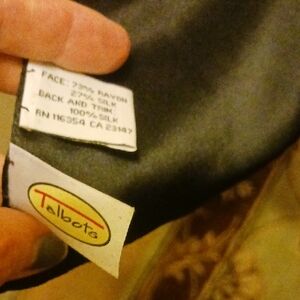 FACE: 73% RAYON
27% SILK
BACK AND TRIM:
100% SILK
RN 116354 CA 23147
Talbots